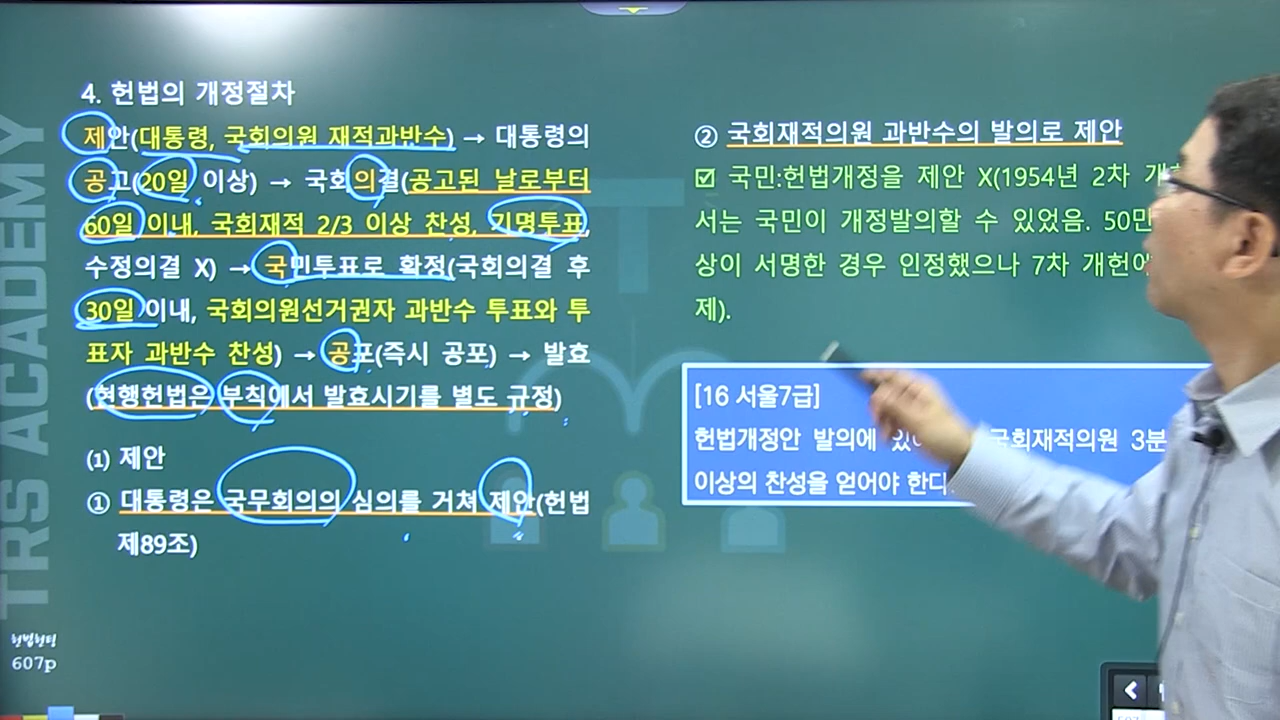 TRS ACADEMY
4. 헌법의 개정절차
제안(대통령, 국회의원 재적과반수) → 대통령의
공고(20일 이상) → 국회의결(공고된 날로부터
60일 이내, 국회재적 2/3 이상 찬성, 기명투표,
수정의결 X) → 국민투표로 확정(국회의결 후
30일 이내, 국회의원선거권자 과반수 투표와 투
표자 과반수 찬성) → 공포(즉시 공포) → 발효
(현행헌법은 부칙에서 발효시기를 별도 규정)
(1) 제안
① 대통령은 국무회의의 심의를 거쳐 제안(헌법
제89조)
607p
② 국회재적의원 과반수의 발의로 제안
☑ 국민:헌법개정을 제안 X(1954년 2차
서는 국민이 개정발의할 수 있었음. 50만
상이 서명한 경우 인정했으나 7차
제).
[16 서울7급]
헌법개정안 발의에 국회재적의원 3분
이상의 찬성을 얻어야 한다.